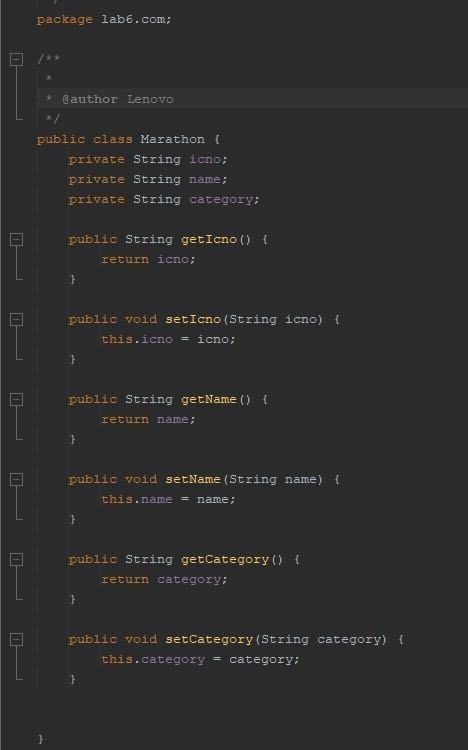 */
package lab6.com;
/**
 *
 * @author Lenovo
 */
public class Marathon {
    private String icno;
    private String name;
    private String category;

    public String getIcno() {
        return icno;
    }

    public void setIcno(String icno) {
        this.icno = icno;
    }

    public String getName() {
        return name;
    }

    public void setName(String name) {
        this.name = name;
    }

    public String getCategory() {
        return category;
    }

    public void setCategory(String category) {
        this.category = category;
    }

}